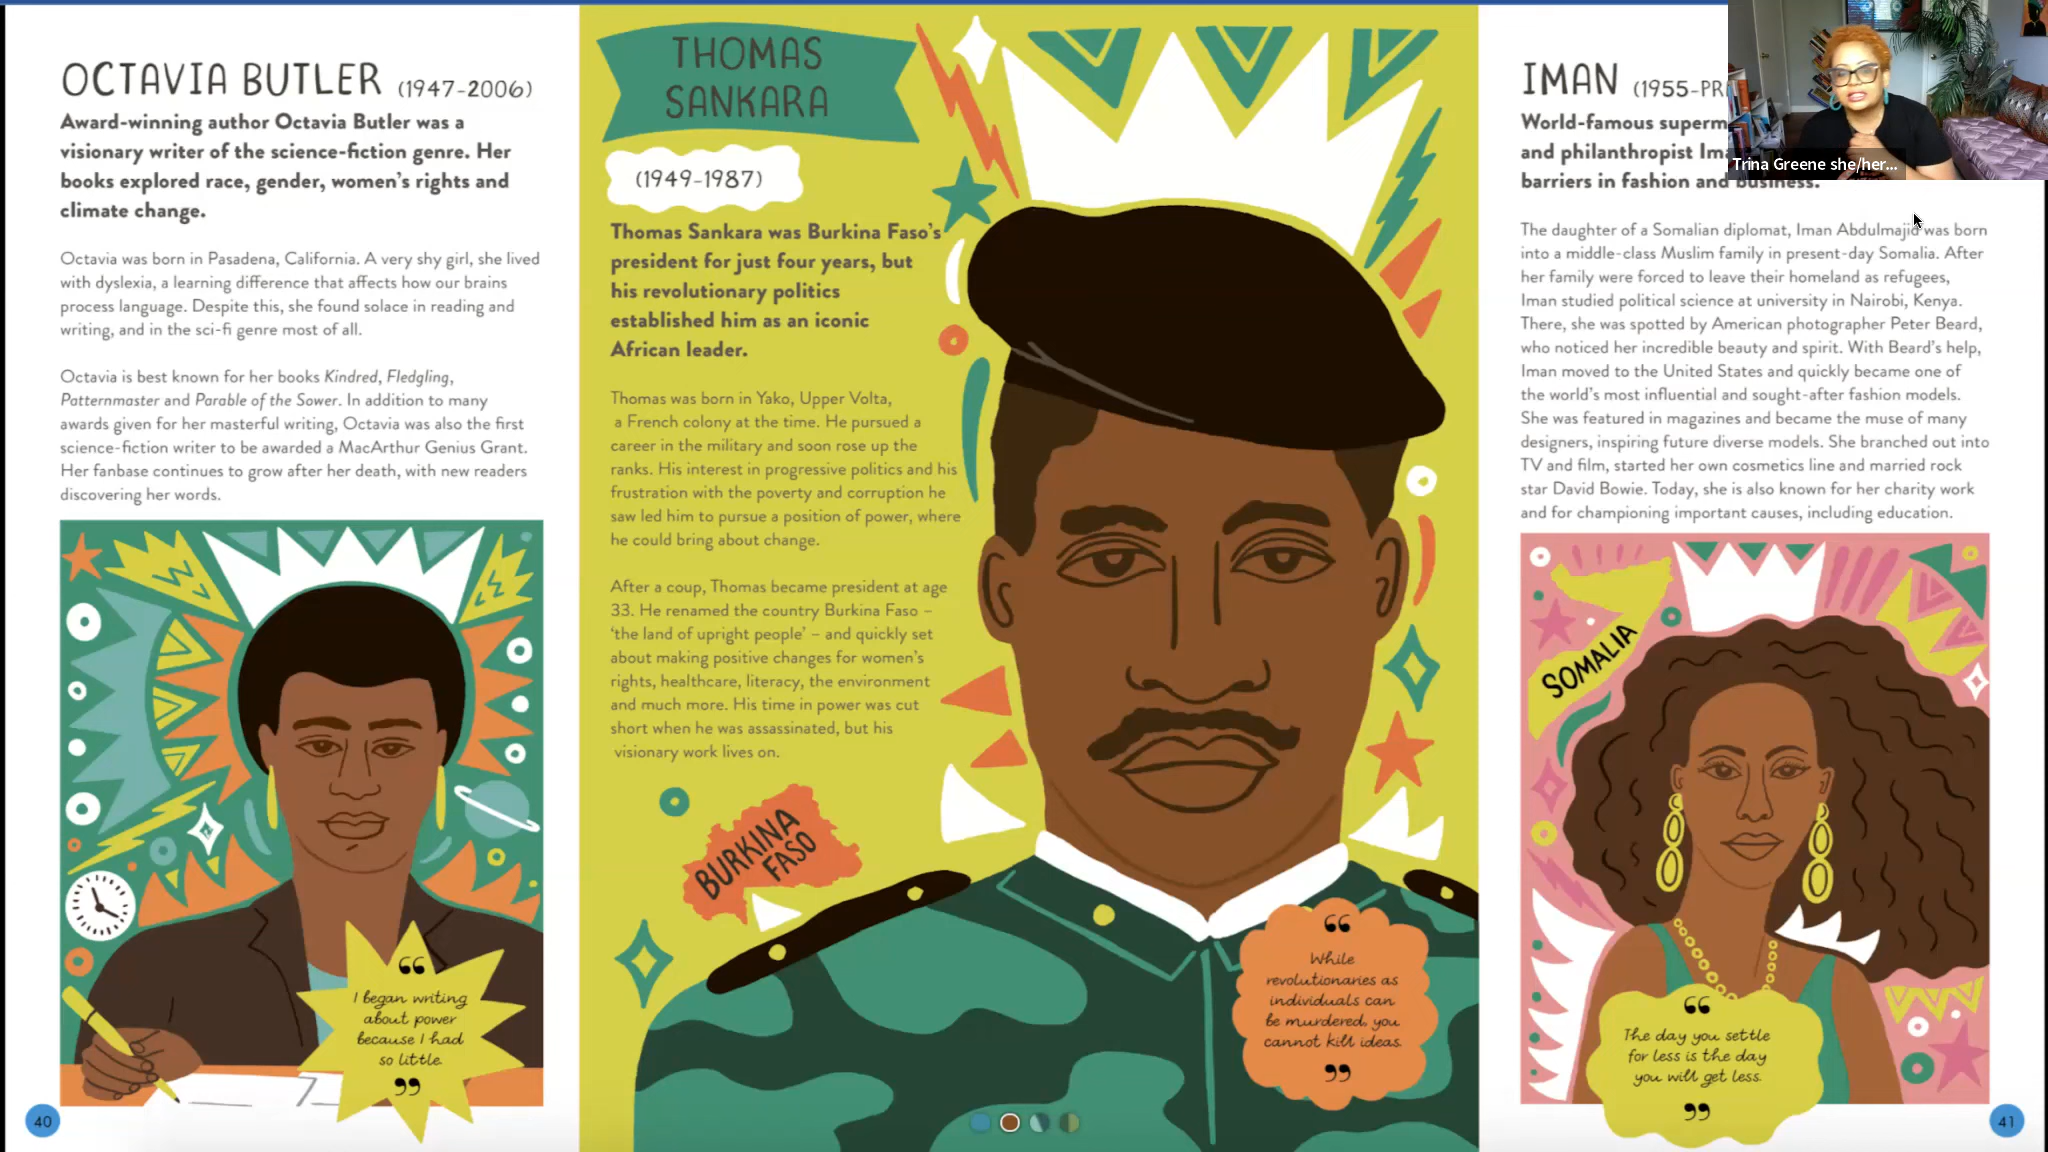 OCTAVIA BUTLER (1947-2006)
Award-winning author Octavia Butler was a
visionary writer of the science-fiction genre. Her
books explored race, gender, women's rights and
climate change.
Octavia was born in Pasadena, California. A very shy girl, she lived
with dyslexia, a learning difference that affects how our brains
process language. Despite this, she found solace in reading and
writing, and in the sci-fi genre most of all.
Octavia is best known for her books Kindred, Fledgling,
Patternmaster and Parable of the Sower. In addition to many
awards given for her masterful writing, Octavia was also the first
science-fiction writer to be awarded a MacArthur Genius Grant.
Her fanbase continues to grow after her death, with new readers
discovering her words.
“
I began writing
about power
because I had
so little.
”
40
THOMAS
SANKARA
(1949-1987)
Thomas Sankara was Burkina Faso's
president for just four years, but
his revolutionary politics
established him as an iconic
African leader.
Thomas was born in Yako, Upper Volta,
a French colony at the time. He pursued a
career in the military and soon rose up the
ranks. His interest in progressive politics and his
frustration with the poverty and corruption he
saw led him to pursue a position of power, where
he could bring about change.
After a coup, Thomas became president at age
33. He renamed the country Burkina Faso –
‘the land of upright people’ – and quickly set
about making positive changes for women's
rights, healthcare, literacy, the environment
and much more. His time in power was cut
short when he was assassinated, but his
visionary work lives on.
BURKINA
FASO
“
While
revolutionaries as
individuals can
be murdered, you
cannot kill ideas.
”
IMAN (1955-PR
World-famous superm
and philanthropist Im
barriers in fashion and business.
Trina Greene she/her...
The daughter of a Somalian diplomat, Iman Abdulmajid was born
into a middle-class Muslim family in present-day Somalia. After
her family were forced to leave their homeland as refugees,
Iman studied political science at university in Nairobi, Kenya.
There, she was spotted by American photographer Peter Beard,
who noticed her incredible beauty and spirit. With Beard's help,
Iman moved to the United States and quickly became one of
the world's most influential and sought-after fashion models.
She was featured in magazines and became the muse of many
designers, inspiring future diverse models. She branched out into
TV and film, started her own cosmetics line and married rock
star David Bowie. Today, she is also known for her charity work
and for championing important causes, including education.
SOMALIA
“
The day you settle
for less is the day
you will get less.
”
41